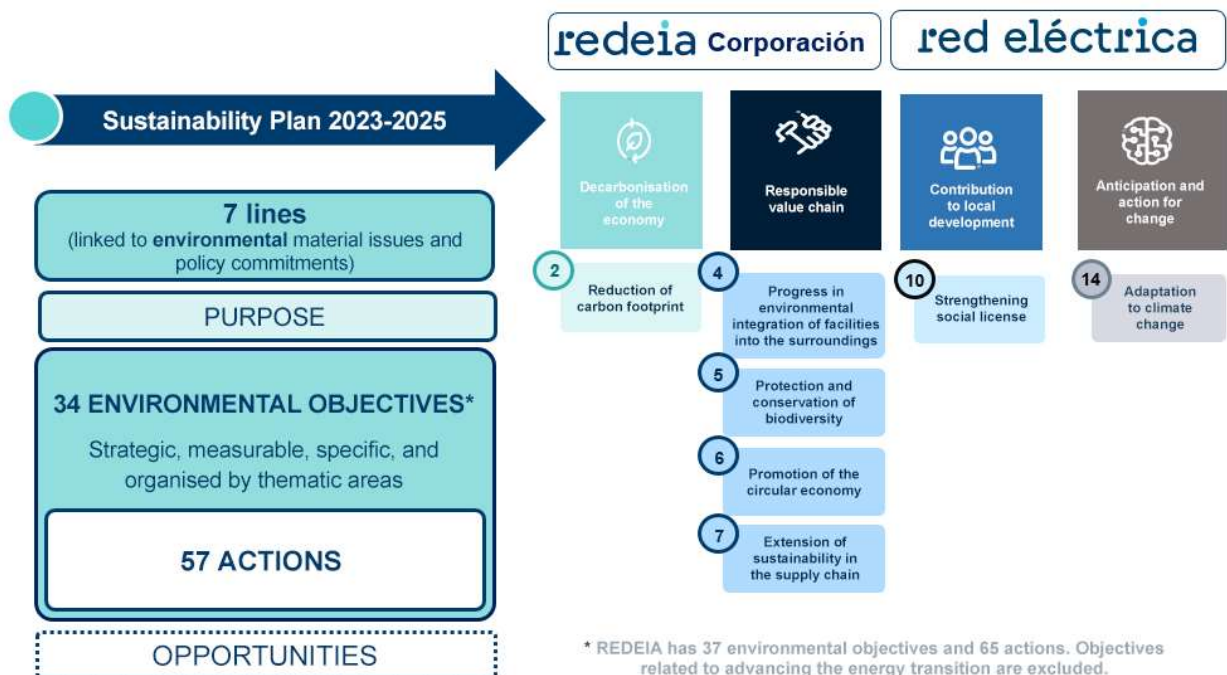 redeia Corporación
red eléctrica
Sustainability Plan 2023-2025
7 lines
(linked to environmental material issues and
policy commitments)
PURPOSE
34 ENVIRONMENTAL OBJECTIVES*
Strategic, measurable, specific, and
organised by thematic areas
57 ACTIONS
OPPORTUNITIES
Decarbonisation
of the
economy
2
Reduction of
carbon footprint
Responsible
value chain
4
Progress in
environmental
integration of facilities
into the surroundings
5
Protection and
conservation of
biodiversity
6
Promotion of the
circular economy
7
Extension of
sustainability in
the supply chain
Contribution
to local
development
10
Strengthening
social license
Anticipation and
action for
change
14
Adaptation
to climate
change
* REDEIA has 37 environmental objectives and 65 actions. Objectives
related to advancing the energy transition are excluded.